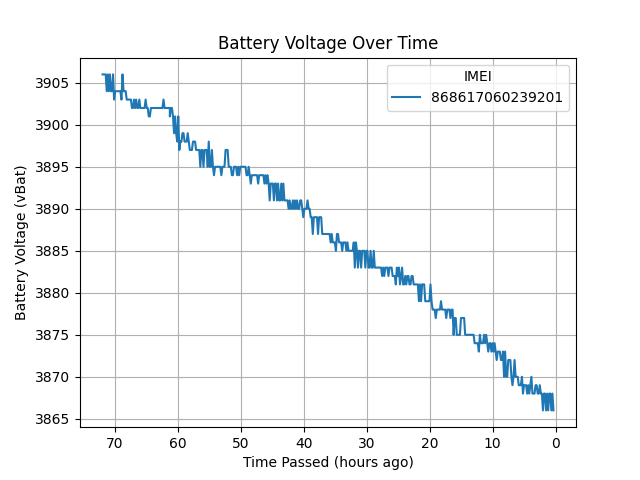 Battery Voltage Over Time
IMEI
868617060239201
3905
3900
3895
3890
3885
3880
3875
3870
3865
Battery Voltage (vBat)
70 60 50 40 30 20 10 0
Time Passed (hours ago)